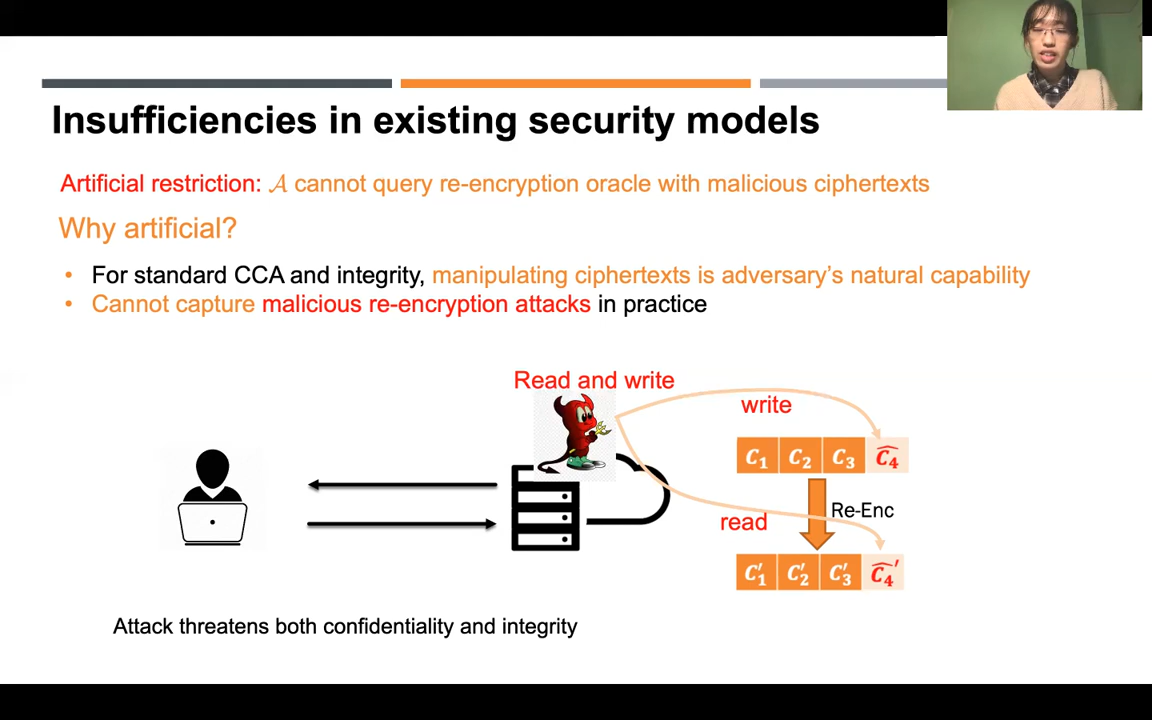 Insufficiencies in existing security models
Artificial restriction: 𝒜 cannot query re-encryption oracle with malicious ciphertexts
Why artificial?
• For standard CCA and integrity, manipulating ciphertexts is adversary's natural capability
• Cannot capture malicious re-encryption attacks in practice
Read and write
write
C₁ C₂ C₃ Ĉ₄
Re-Enc
read
C₁′ C₂′ C₃′ Ĉ₄′
Attack threatens both confidentiality and integrity